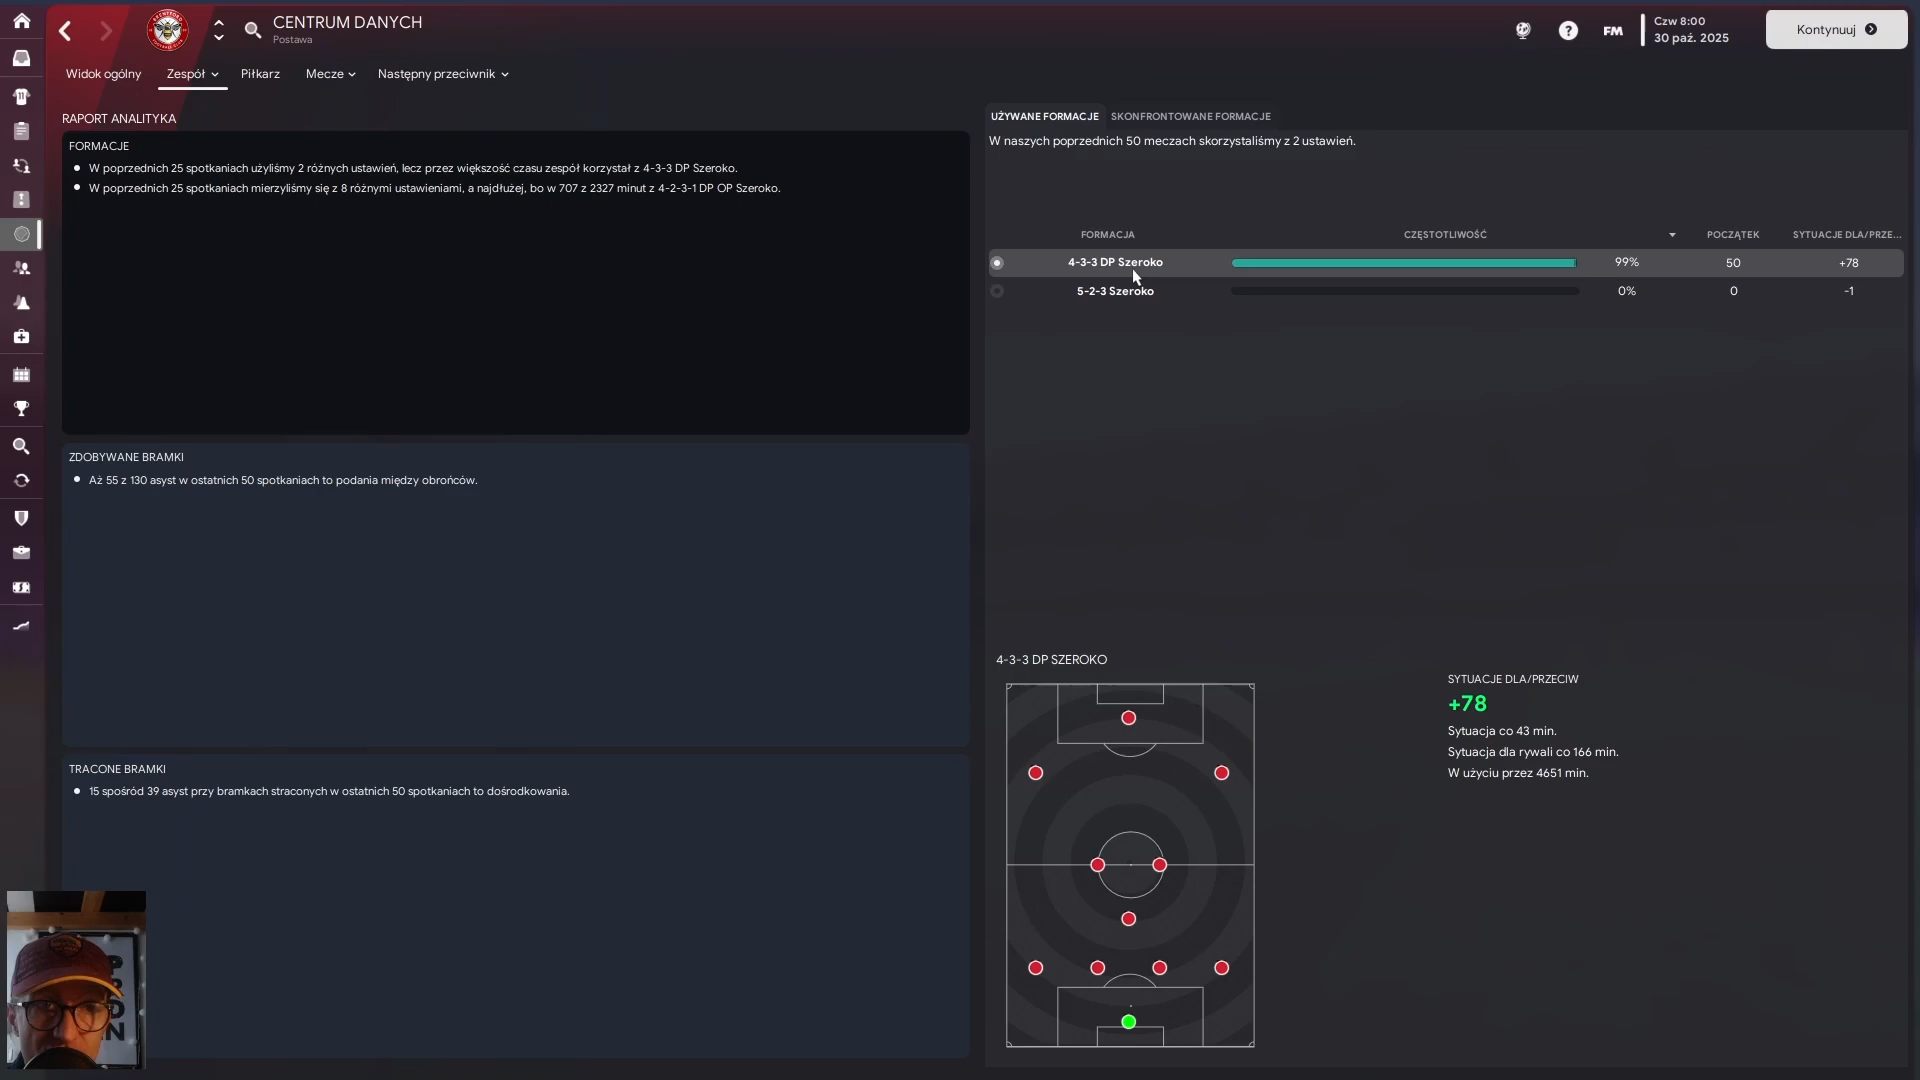 CENTRUM DANYCH
Postawa
FM
Czw 8:00
30 paź. 2025
Kontynuuj
Widok ogólny
Zespół
Piłkarz
Mecze
Następny przeciwnik
RAPORT ANALITYKA
FORMACJE
W poprzednich 25 spotkaniach użyliśmy 2 różnych ustawień, lecz przez większość czasu zespół korzystał z 4-3-3 DP Szeroko.
W poprzednich 25 spotkaniach mierzyliśmy się z 8 różnymi ustawieniami, a najdłużej, bo w 707 z 2327 minut z 4-2-3-1 DP OP Szeroko.
ZDOBYWANE BRAMKI
Aż 55 z 130 asyst w ostatnich 50 spotkaniach to podania między obrońców.
TRACONE BRAMKI
15 spośród 39 asyst przy bramkach straconych w ostatnich 50 spotkaniach to dośrodkowania.
UŻYWANE FORMACJE
SKONFRONTOWANE FORMACJE
W naszych poprzednich 50 meczach skorzystaliśmy z 2 ustawień.
FORMACJA
CZĘSTOTLIWOŚĆ
POCZĄTEK
SYTUACJE DLA/PRZE...
4-3-3 DP Szeroko
99%
50
+78
5-2-3 Szeroko
0%
0
-1
4-3-3 DP SZEROKO
SYTUACJE DLA/PRZECIW
+78
Sytuacja co 43 min.
Sytuacja dla rywali co 166 min.
W użyciu przez 4651 min.